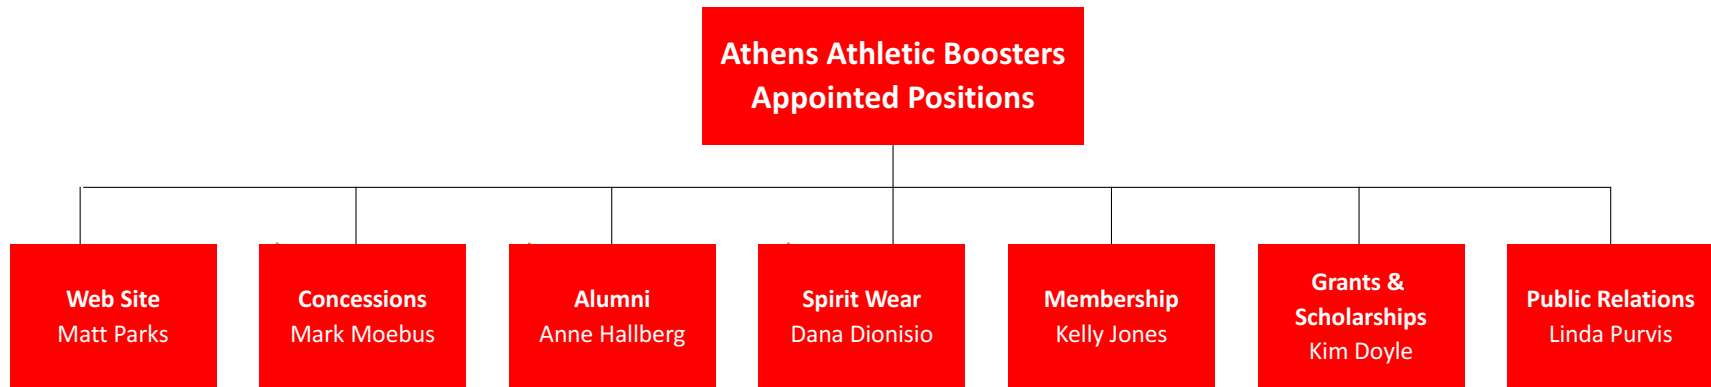 Athens Athletic Boosters
Appointed Positions
Web Site
Matt Parks
Concessions
Mark Moebus
Alumni
Anne Hallberg
Spirit Wear
Dana Dionisio
Membership
Kelly Jones
Grants &
Scholarships
Kim Doyle
Public Relations
Linda Purvis